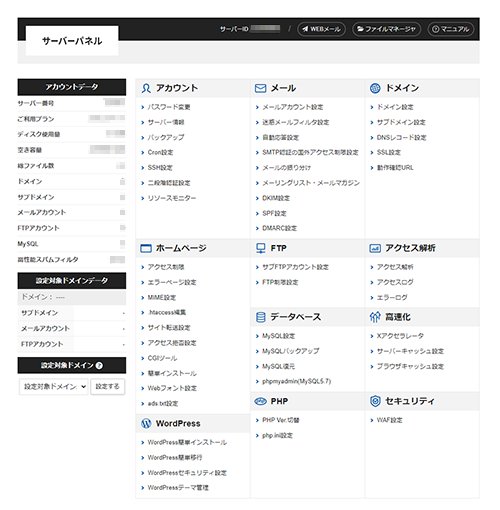 サーバーパネル
サーバーID
WEBメール
ファイルマネージャ
マニュアル
アカウントデータ
サーバー番号
ご利用プラン
ディスク使用量
空き容量
総ファイル数
ドメイン
サブドメイン
メールアカウント
FTPアカウント
MySQL
高性能スパムフィルタ
設定対象ドメインデータ
ドメイン： ----
サブドメイン -
メールアカウント -
FTPアカウント -
設定対象ドメイン ?
設定対象ドメイン
設定する
アカウント
パスワード変更
サーバー情報
バックアップ
Cron設定
SSH設定
二段階認証設定
リソースモニター
メール
メールアカウント設定
迷惑メールフィルタ設定
自動応答設定
SMTP認証の国外アクセス制限設定
メールの振り分け
メーリングリスト・メールマガジン
DKIM設定
SPF設定
DMARC設定
ドメイン
ドメイン設定
サブドメイン設定
DNSレコード設定
SSL設定
動作確認URL
ホームページ
アクセス制限
エラーページ設定
MIME設定
.htaccess編集
サイト転送設定
アクセス拒否設定
CGIツール
簡単インストール
Webフォント設定
ads.txt設定
FTP
サブFTPアカウント設定
FTP制限設定
アクセス解析
アクセス解析
アクセスログ
エラーログ
データベース
MySQL設定
MySQLバックアップ
MySQL復元
phpmyadmin(MySQL5.7)
高速化
Xアクセラレータ
サーバーキャッシュ設定
ブラウザキャッシュ設定
WordPress
WordPress簡単インストール
WordPress簡単移行
WordPressセキュリティ設定
WordPressテーマ管理
PHP
PHP Ver.切替
php.ini設定
セキュリティ
WAF設定